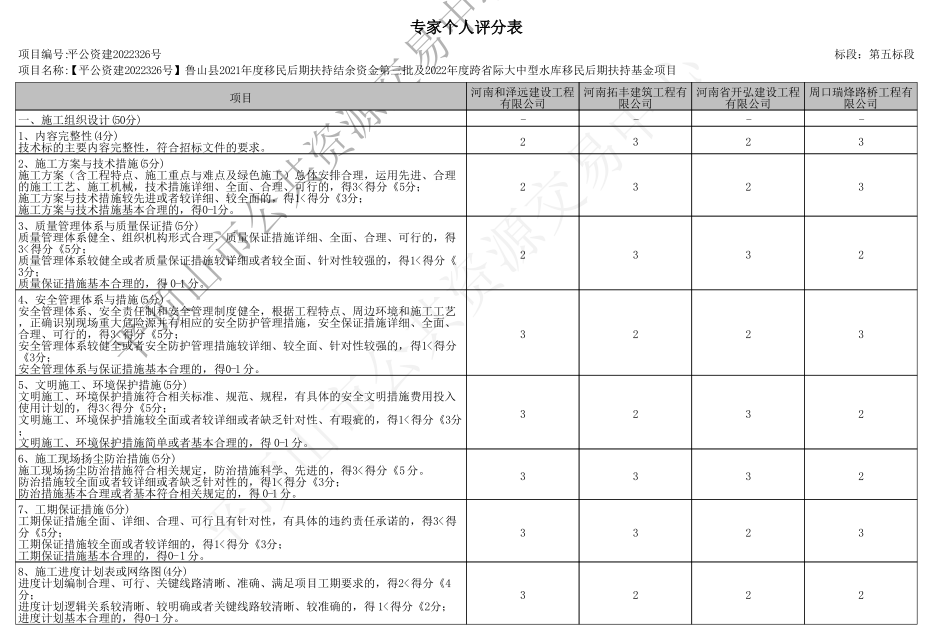 专家个人评分表
项目编号:平公资建2022326号 标段：第五标段
项目名称:【平公资建2022326号】鲁山县2021年度移民后期扶持结余资金第三批及2022年度跨省际大中型水库移民后期扶持基金项目
项目 河南和泽远建设工程有限公司 河南拓丰建筑工程有限公司 河南省开弘建设工程有限公司 周口瑞烽路桥工程有限公司
一、施工组织设计(50分) - - - -
1、内容完整性(4分)
技术标的主要内容完整性，符合招标文件的要求。 2 3 2 3
2、施工方案与技术措施(5分)
施工方案（含工程特点、施工重点与难点及绿色施工）总体安排合理，运用先进、合理
的施工工艺、施工机械，技术措施详细、全面、合理、可行的，得3<得分《5分；
施工方案与技术措施较先进或者较详细、较全面的，得1<得分《3分；
施工方案与技术措施基本合理的，得0-1分。 2 3 2 3
3、质量管理体系与质量保证措(5分)
质量管理体系健全、组织机构形式合理，质量保证措施详细、全面、合理、可行的，得
3<得分《5分；
质量管理体系较健全或者质量保证措施较详细或者较全面、针对性较强的，得1<得分《
3分；
质量保证措施基本合理的，得 0-1 分。 2 3 3 2
4、安全管理体系与措施(5分)
安全管理体系、安全责任制和安全管理制度健全，根据工程特点、周边环境和施工工艺
，正确识别现场重大危险源并有相应的安全防护管理措施，安全保证措施详细、全面、
合理、可行的，得3<得分《5分；
安全管理体系较健全或者安全防护管理措施较详细、较全面、针对性较强的，得1<得分
《3分；
安全管理体系与保证措施基本合理的，得0-1 分。 3 2 2 3
5、文明施工、环境保护措施(5分)
文明施工、环境保护措施符合相关标准、规范、规程，有具体的安全文明措施费用投入
使用计划的，得3<得分《5分；
文明施工、环境保护措施较全面或者较详细或者缺乏针对性、有瑕疵的，得1<得分《3分
；
文明施工、环境保护措施简单或者基本合理的，得 0-1 分。 3 2 3 2
6、施工现场扬尘防治措施(5分)
施工现场扬尘防治措施符合相关规定，防治措施科学、先进的，得3<得分《5 分。
防治措施较全面或者较详细或者缺乏针对性的，得1<得分《3分；
防治措施基本合理或者基本符合相关规定的，得 0-1 分。 3 3 3 2
7、工期保证措施(5分)
工期保证措施全面、详细、合理、可行且有针对性，有具体的违约责任承诺的，得3<得
分《5分；
工期保证措施较全面或者较详细的，得1<得分《3分；
工期保证措施基本合理的，得0-1 分。 3 3 2 3
8、施工进度计划表或网络图(4分)
进度计划编制合理、可行、关键线路清晰、准确、满足项目工期要求的，得2<得分《4
分；
进度计划逻辑关系较清晰、较明确或者关键线路较清晰、较准确的，得 1<得分《2分；
进度计划基本合理的，得0-1 分。 3 2 2 2
平顶山市公共资源交易中心
平顶山市公共资源交易中心